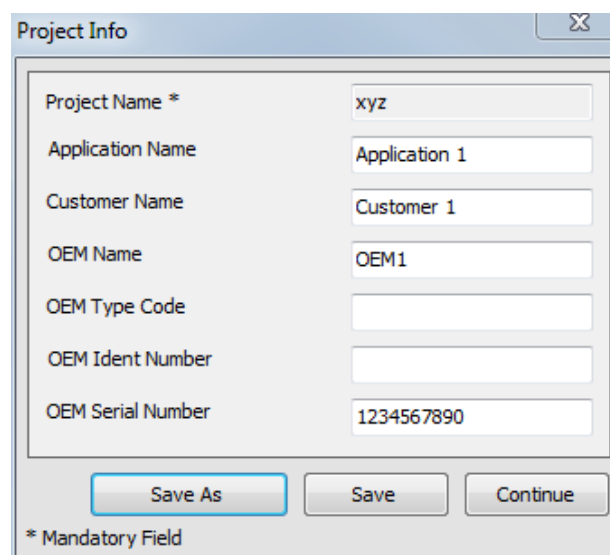 Project Info
Project Name * xyz
Application Name Application 1
Customer Name Customer 1
OEM Name OEM1
OEM Type Code
OEM Ident Number
OEM Serial Number 1234567890
Save As Save Continue
* Mandatory Field